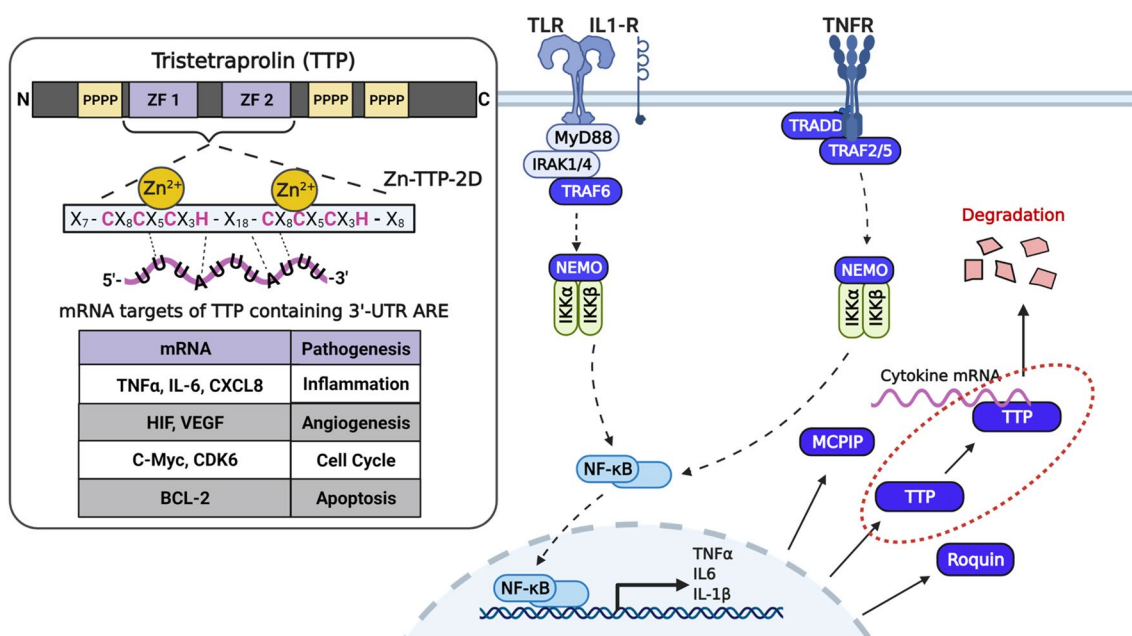 Tristetraprolin (TTP)
N PPPP ZF 1 ZF 2 PPPP PPPP C
Zn-TTP-2D
Zn²⁺ Zn²⁺
X₇ - CX₈CX₅CX₃H - X₁₈ - CX₈CX₅CX₃H - X₈
5'- U U U A U U U A U U U -3'
mRNA targets of TTP containing 3'-UTR ARE
mRNA Pathogenesis
TNFα, IL-6, CXCL8 Inflammation
HIF, VEGF Angiogenesis
C-Myc, CDK6 Cell Cycle
BCL-2 Apoptosis
TLR IL1-R
MyD88
IRAK1/4
TRAF6
NEMO
IKKα IKKβ
TNFR
TRADD
TRAF2/5
NEMO
IKKα IKKβ
NF-κB
NF-κB
TNFα
IL6
IL-1β
MCPIP
TTP
Roquin
Cytokine mRNA
TTP
Degradation